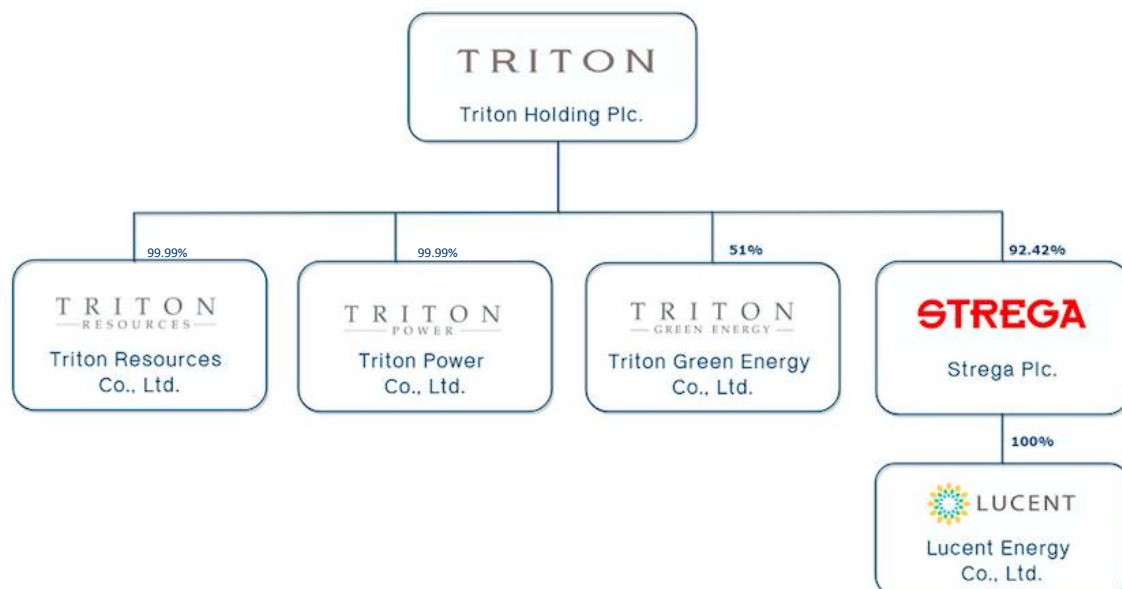 TRITON
Triton Holding Plc.
99.99%
99.99%
51%
92.42%
TRITON
RESOURCES
Triton Resources
Co., Ltd.
TRITON
POWER
Triton Power
Co., Ltd.
TRITON
GREEN ENERGY
Triton Green Energy
Co., Ltd.
STREGA
Strega Plc.
100%
LUCENT
Lucent Energy
Co., Ltd.